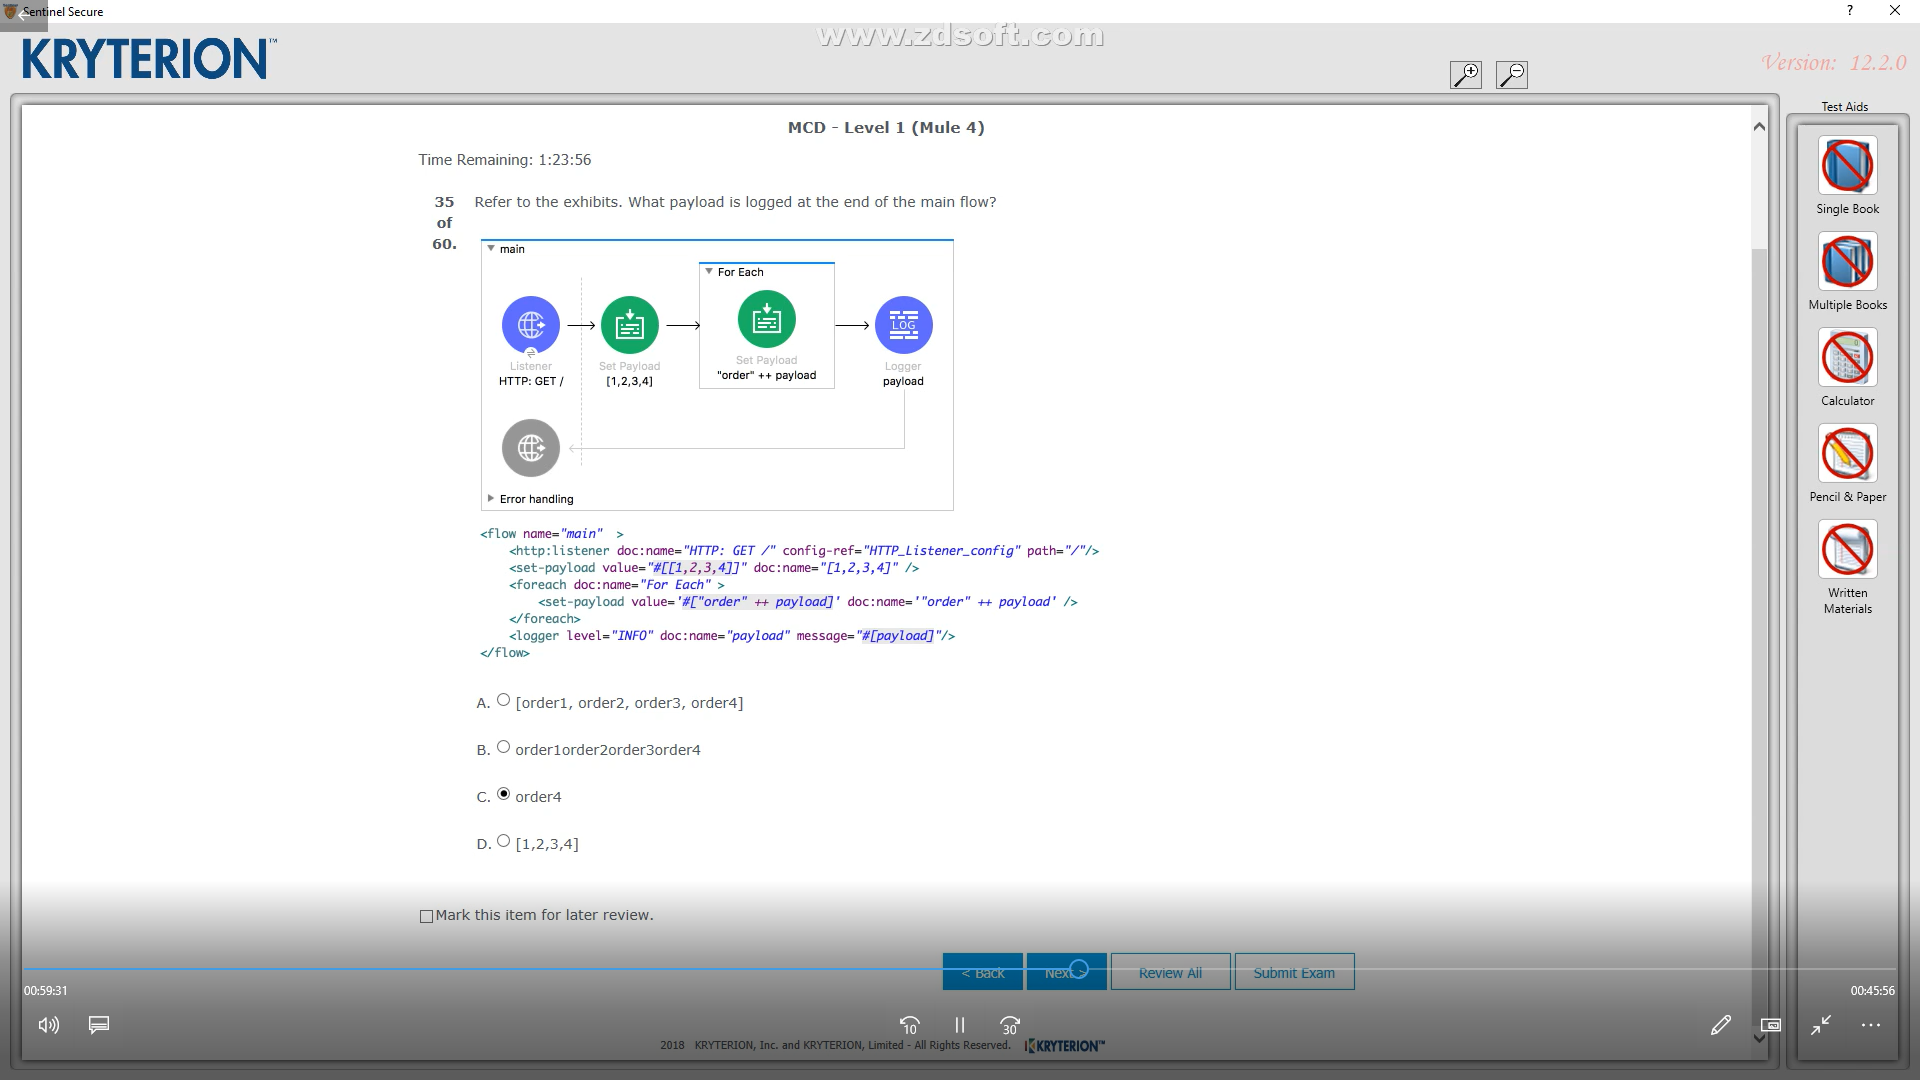 Sentinel Secure
?
www.zdsoft.com
KRYTERION™
Version: 12.2.0
Test Aids
MCD - Level 1 (Mule 4)
Time Remaining: 1:23:56
35 of 60.
Refer to the exhibits. What payload is logged at the end of the main flow?
main
For Each
LOG
Listener
HTTP: GET /
Set Payload
[1,2,3,4]
Set Payload
"order" ++ payload
Logger
payload
Error handling
<flow name="main" >
<http:listener doc:name="HTTP: GET /" config-ref="HTTP_Listener_config" path="/"/>
<set-payload value="#[[1,2,3,4]]" doc:name="[1,2,3,4]" />
<foreach doc:name="For Each" >
<set-payload value='#["order" ++ payload]' doc:name='"order" ++ payload' />
</foreach>
<logger level="INFO" doc:name="payload" message="#[payload]"/>
</flow>
A. [order1, order2, order3, order4]
B. order1order2order3order4
C. order4
D. [1,2,3,4]
Mark this item for later review.
< Back
Next >
Review All
Submit Exam
00:59:31
00:45:56
10
30
2018 KRYTERION, Inc. and KRYTERION, Limited - All Rights Reserved. KRYTERION™
Single Book
Multiple Books
Calculator
Pencil & Paper
Written
Materials